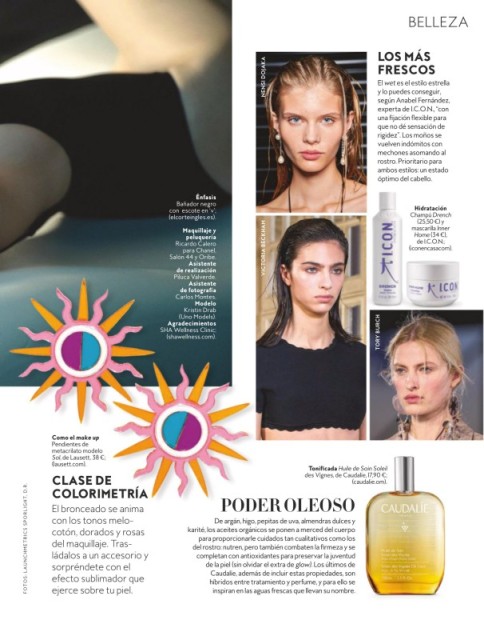 BELLEZA
LOS MÁS
FRESCOS
El wet es el estilo estrella
y lo puedes conseguir,
según Anabel Fernández,
experta de I.C.O.N., "con
una fijación flexible para
que no dé sensación de
rigidez". Los moños se
vuelven indómitos con
mechones asomando al
rostro. Prioritario para
ambos estilos: un estado
óptimo del cabello.
NENSI DOJAKA
VICTORIA BECKHAM
TORY BURCH
Hidratación
Champú Drench
(25,50 €) y
mascarilla Inner
Home (34 €),
de I.C.O.N.
(iconencasa.com).
ICON
ICON
Énfasis
Bañador negro
con escote en 'v',
(elcorteingles.es).
Maquillaje y
peluquería
Ricardo Calero
para Chanel.
Salón 44 y Oribe.
Asistente
de realización
Piluca Valverde.
Asistente
de fotografía
Carlos Montes.
Modelo
Kristin Drab
(Uno Models).
Agradecimientos
SHA Wellness Clinic.
(shawellness.com).
Como el make up
Pendientes de
metacrilato modelo
Sol, de Lausett, 38 €,
(lausett.com).
CLASE DE
COLORIMETRÍA
El bronceado se anima
con los tonos melo-
cotón, dorados y rosas
del maquillaje. Tras-
ládalos a un accesorio y
sorpréndete con el
efecto sublimador que
ejerce sobre tu piel.
FOTOS: LAUNCHMETRICS SPORLIGHT, D.R.
Tonificada Huile de Soin Soleil
des Vignes, de Caudalie, 17,90 €,
(caudalie.com).
PODER OLEOSO
De argán, higo, pepitas de uva, almendras dulces y
karité, los aceites orgánicos se ponen a merced del cuerpo
para proporcionarle cuidados tan cualitativos como los
del rostro: nutren, pero también combaten la firmeza y se
completan con antioxidantes para preservar la juventud
de la piel (sin olvidar el extra de glow). Los últimos de
Caudalie, además de incluir estas propiedades, son
híbridos entre tratamiento y perfume, y para ello se
inspiran en las aguas frescas que llevan su nombre.
CAUDALIE